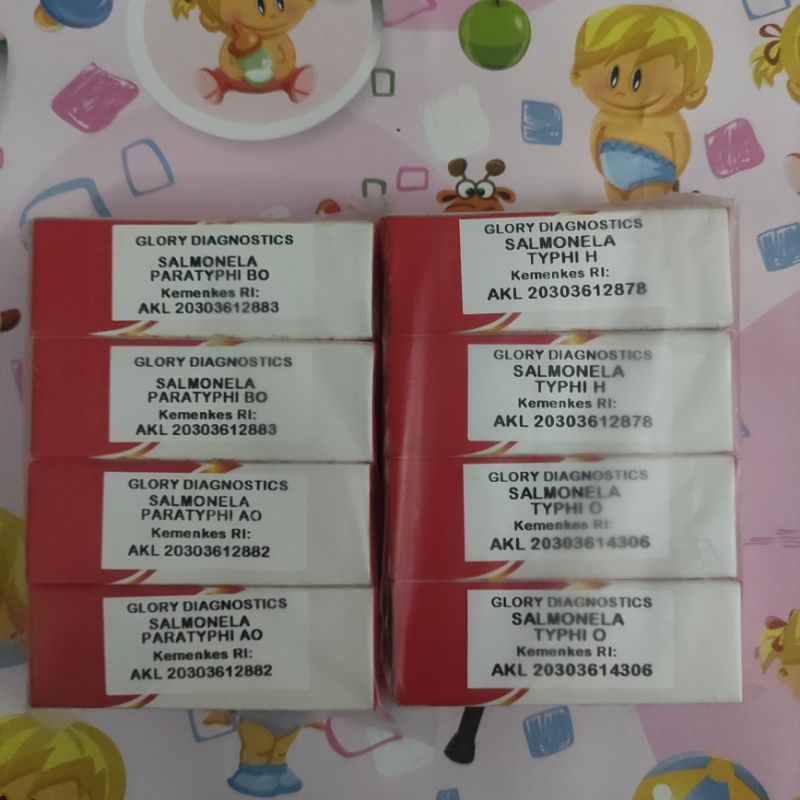 GLORY DIAGNOSTICS
SALMONELA
PARATYPHI BO
Kemenkes RI:
AKL 20303612883
GLORY DIAGNOSTICS
SALMONELA
PARATYPHI BO
Kemenkes RI:
AKL 20303612883
GLORY DIAGNOSTICS
SALMONELA
PARATYPHI AO
Kemenkes RI:
AKL 20303612882
GLORY DIAGNOSTICS
SALMONELA
PARATYPHI AO
Kemenkes RI:
AKL 20303612882
GLORY DIAGNOSTICS
SALMONELA
TYPHI H
Kemenkes RI:
AKL 20303612878
GLORY DIAGNOSTICS
SALMONELA
TYPHI H
Kemenkes RI:
AKL 20303612878
GLORY DIAGNOSTICS
SALMONELA
TYPHI O
Kemenkes RI:
AKL 20303614306
GLORY DIAGNOSTICS
SALMONELA
TYPHI O
Kemenkes RI:
AKL 20303614306